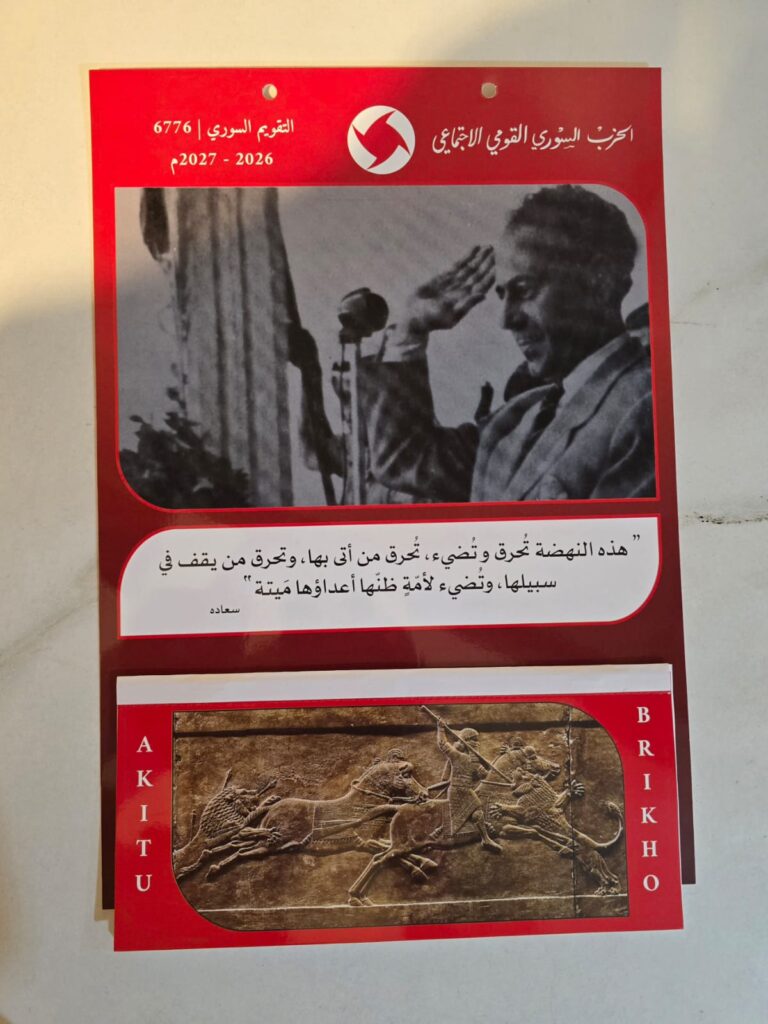 الحزب السوري القومي الاجتماعي
التقويم السوري | 6776
2026 - 2027م
" هذه النهضة تُحرق وتُضيء، تُحرق من أتى بها، وتحرق من يقف في
سبيلها، وتُضيء لأمّةٍ ظنّها أعداؤها مَيتة "
سعاده
AKITU
BRIKHO